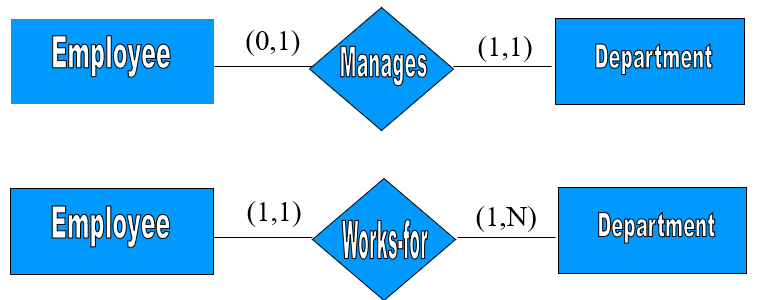 Employee (0,1) Manages (1,1) Department
Employee (1,1) Works-for (1,N) Department